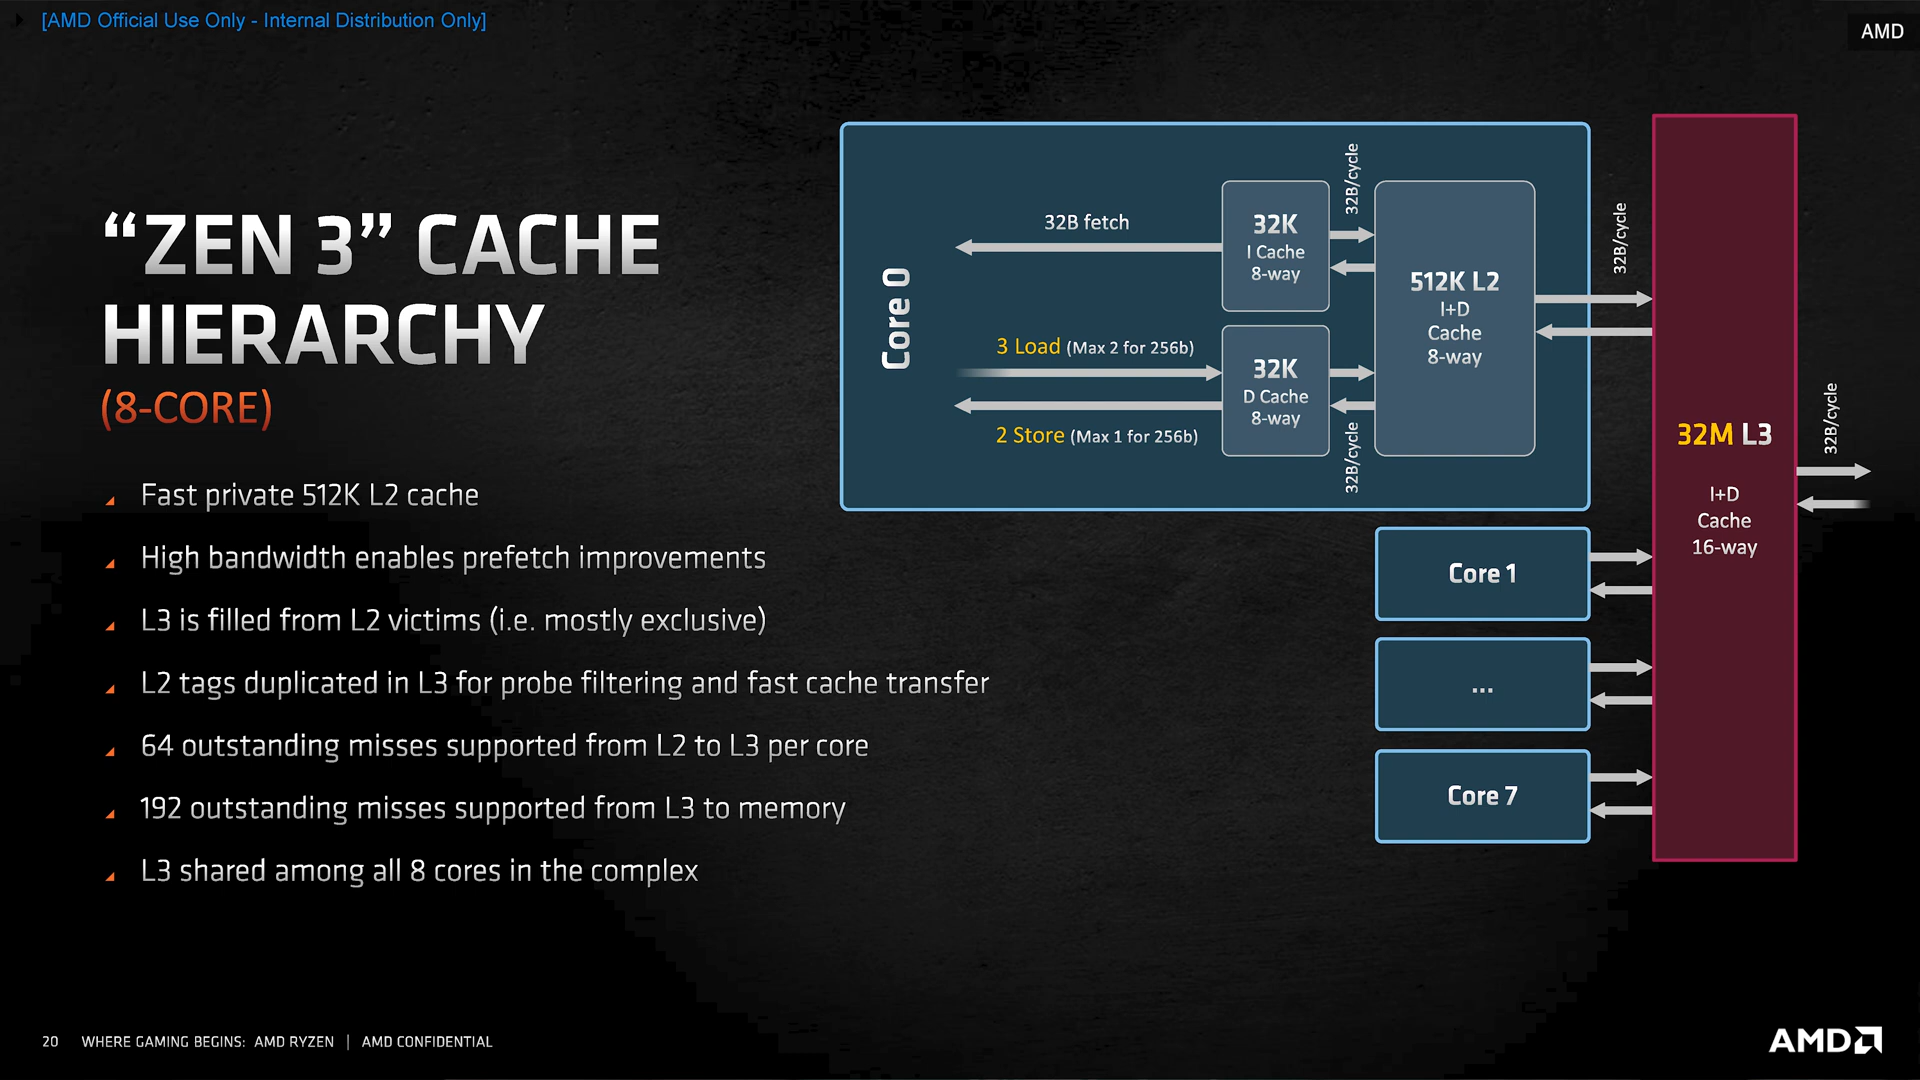 [AMD Official Use Only - Internal Distribution Only]
AMD
“ZEN 3” CACHE
HIERARCHY
(8-CORE)
Fast private 512K L2 cache
High bandwidth enables prefetch improvements
L3 is filled from L2 victims (i.e. mostly exclusive)
L2 tags duplicated in L3 for probe filtering and fast cache transfer
64 outstanding misses supported from L2 to L3 per core
192 outstanding misses supported from L3 to memory
L3 shared among all 8 cores in the complex
Core 0
32B fetch
3 Load (Max 2 for 256b)
2 Store (Max 1 for 256b)
32K
I Cache
8-way
32K
D Cache
8-way
32B/cycle
32B/cycle
512K L2
I+D
Cache
8-way
32B/cycle
Core 1
...
Core 7
32M L3
I+D
Cache
16-way
32B/cycle
20 WHERE GAMING BEGINS: AMD RYZEN | AMD CONFIDENTIAL
AMD